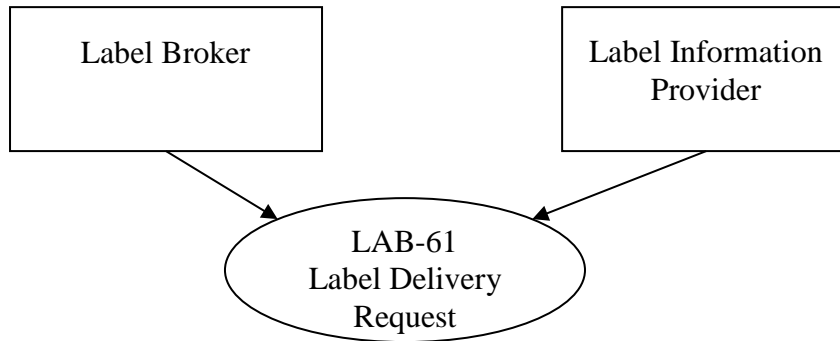 Label Broker
Label Information
Provider
LAB-61
Label Delivery
Request